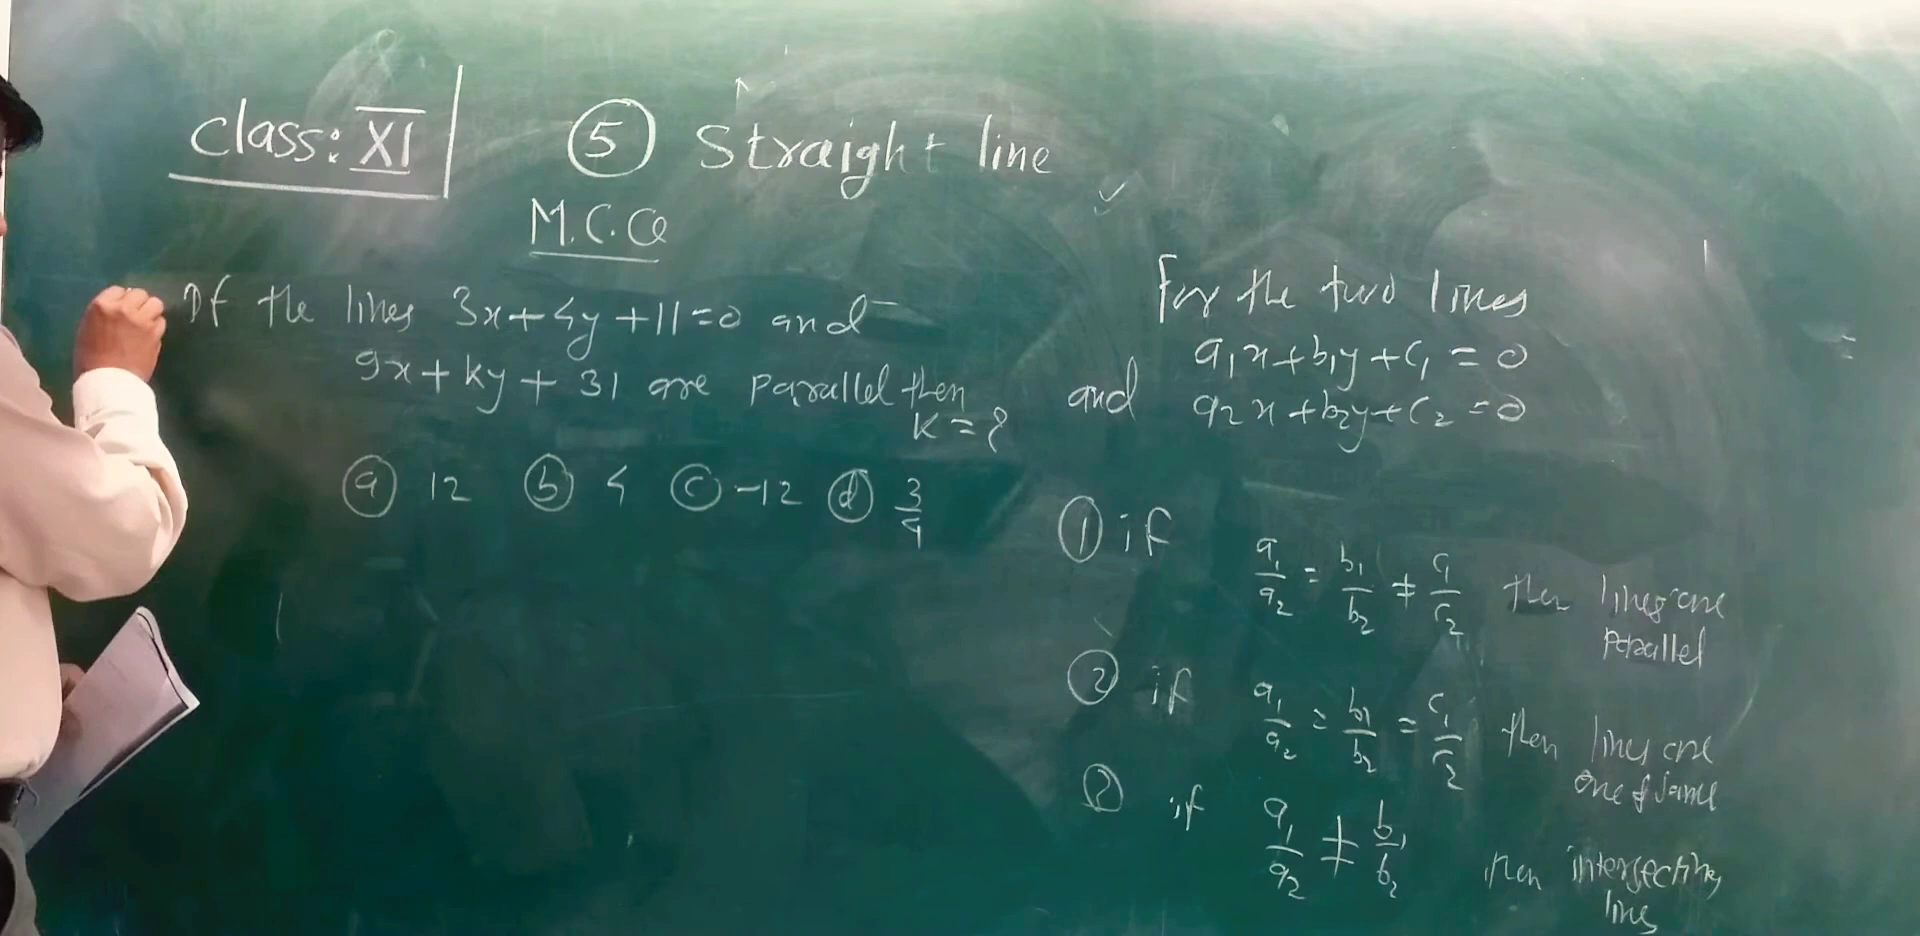 class: XI
5 Straight line
M.C.Q
If the lines 3x+4y+11=0 and
9x+ky+31 are parallel then
K=?
a 12 b 4 c -12 d 3/4
For the two lines
a₁x+b₁y+c₁=0
and a₂x+b₂y+c₂=0
1 if a₁/a₂ = b₁/b₂ ≠ c₁/c₂ then lines are
parallel
2 if a₁/a₂ = b₁/b₂ = c₁/c₂ then lines are
one & same
if a₁/a₂ ≠ b₁/b₂ then intersecting
lines